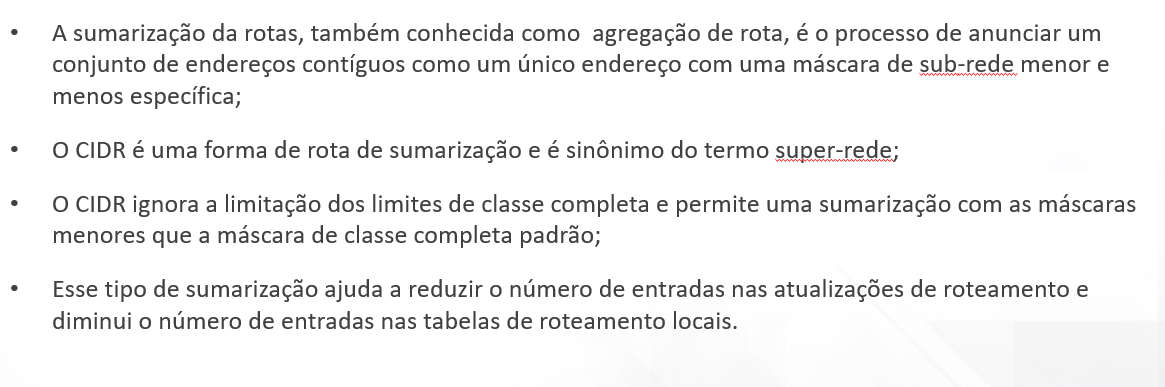 • A sumarização da rotas, também conhecida como  agregação de rota, é o processo de anunciar um
conjunto de endereços contíguos como um único endereço com uma máscara de sub-rede menor e
menos específica;
• O CIDR é uma forma de rota de sumarização e é sinônimo do termo super-rede;
• O CIDR ignora a limitação dos limites de classe completa e permite uma sumarização com as máscaras
menores que a máscara de classe completa padrão;
• Esse tipo de sumarização ajuda a reduzir o número de entradas nas atualizações de roteamento e
diminui o número de entradas nas tabelas de roteamento locais.